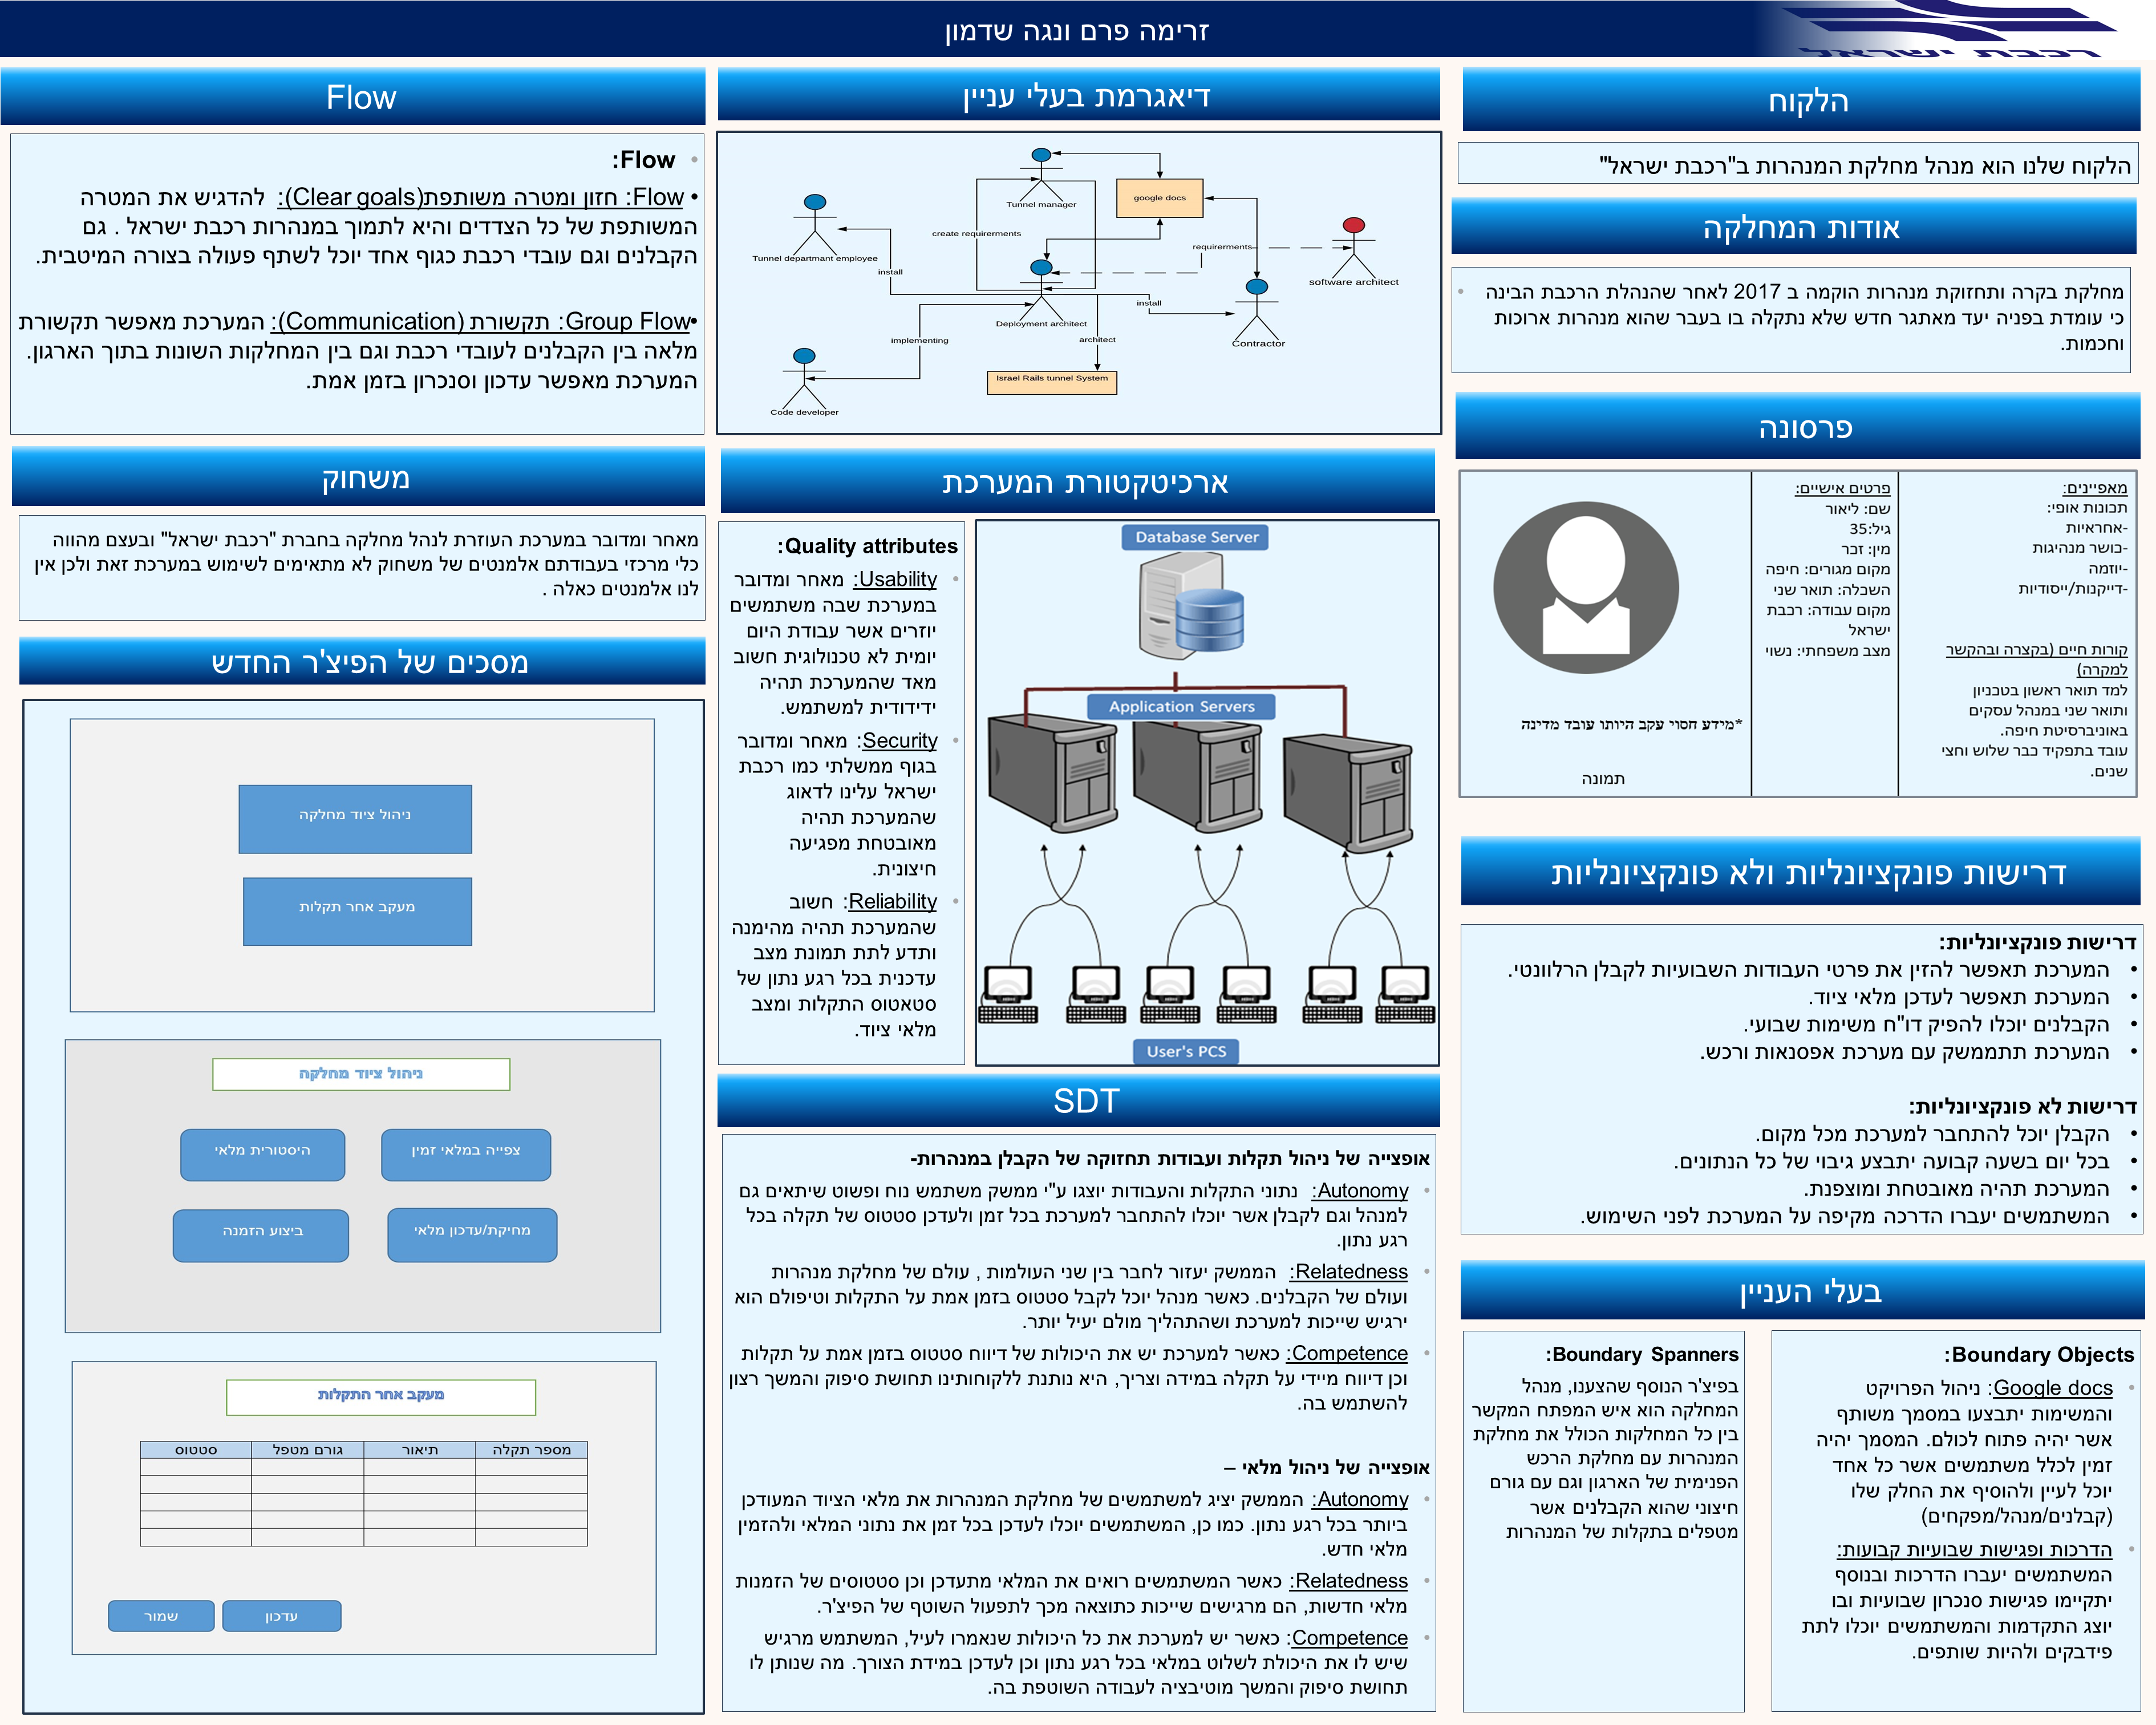 זרימה פרם ונגה שדמון
רכבת ישראל
הלקוח
הלקוח שלנו הוא מנהל מחלקת המנהרות ב"רכבת ישראל"
אודות המחלקה
מחלקת בקרה ותחזוקת מנהרות הוקמה ב 2017 לאחר שהנהלת הרכבת הבינה
כי עומדת בפניה יעד מאתגר חדש שלא נתקלה בו בעבר שהוא מנהרות ארוכות
וחכמות.
פרסונה
מאפיינים:
תכונות אופי:
-אחראיות
-כושר מנהיגות
-יוזמה
-דייקנות/ייסודיות
קורות חיים (בקצרה ובהקשר
למקרה)
למד תואר ראשון בטכניון
ותואר שני במנהל עסקים
באוניברסיטת חיפה.
עובד בתפקיד כבר שלוש וחצי
שנים.
פרטים אישיים:
שם: ליאור
גיל:35
מין: זכר
מקום מגורים: חיפה
השכלה: תואר שני
מקום עבודה: רכבת
ישראל
מצב משפחתי: נשוי
*מידע חסוי עקב היותו עובד מדינה
תמונה
דרישות פונקציונליות ולא פונקציונליות
דרישות פונקציונליות:
• המערכת תאפשר להזין את פרטי העבודות השבועיות לקבלן הרלוונטי.
• המערכת תאפשר לעדכן מלאי ציוד.
• הקבלנים יוכלו להפיק דו"ח משימות שבועי.
• המערכת תתממשק עם מערכת אפסנאות ורכש.
דרישות לא פונקציונליות:
• הקבלן יוכל להתחבר למערכת מכל מקום.
• בכל יום בשעה קבועה יתבצע גיבוי של כל הנתונים.
• המערכת תהיה מאובטחת ומוצפנת.
• המשתמשים יעברו הדרכה מקיפה על המערכת לפני השימוש.
בעלי העניין
Boundary Objects:
• Google docs: ניהול הפרויקט
והמשימות יתבצעו במסמך משותף
אשר יהיה פתוח לכולם. המסמך יהיה
זמין לכלל משתמשים אשר כל אחד
יוכל לעיין ולהוסיף את החלק שלו
(קבלנים/מנהל/מפקחים)
• הדרכות ופגישות שבועיות קבועות:
המשתמשים יעברו הדרכות ובנוסף
יתקיימו פגישות סנכרון שבועיות ובו
יוצג התקדמות והמשתמשים יוכלו לתת
פידבקים ולהיות שותפים.
Boundary Spanners:
בפיצ'ר הנוסף שהצענו, מנהל
המחלקה הוא איש המפתח המקשר
בין כל המחלקות הכולל את מחלקת
המנהרות עם מחלקת הרכש
הפנימית של הארגון וגם עם גורם
חיצוני שהוא הקבלנים אשר
מטפלים בתקלות של המנהרות
דיאגרמת בעלי עניין
Tunnel manager
google docs
Tunnel departmant employee
create requirerments
requirerments
software architect
install
install
Deployment architect
Contractor
implementing
architect
Israel Rails tunnel System
Code developer
ארכיטקטורת המערכת
Database Server
Application Servers
User's PCS
Quality attributes:
• Usability: מאחר ומדובר
במערכת שבה משתמשים
יוזרים אשר עבודת היום
יומית לא טכנולוגית חשוב
מאד שהמערכת תהיה
ידידודית למשתמש.
• Security: מאחר ומדובר
בגוף ממשלתי כמו רכבת
ישראל עלינו לדאוג
שהמערכת תהיה
מאובטחת מפגיעה
חיצונית.
• Reliability: חשוב
שהמערכת תהיה מהימנה
ותדע לתת תמונת מצב
עדכנית בכל רגע נתון של
סטאטוס התקלות ומצב
מלאי ציוד.
SDT
אופצייה של ניהול תקלות ועבודות תחזוקה של הקבלן במנהרות-
• Autonomy: נתוני התקלות והעבודות יוצגו ע"י ממשק משתמש נוח ופשוט שיתאים גם
למנהל וגם לקבלן אשר יוכלו להתחבר למערכת בכל זמן ולעדכן סטטוס של תקלה בכל
רגע נתון.
• Relatedness: הממשק יעזור לחבר בין שני העולמות , עולם של מחלקת מנהרות
ועולם של הקבלנים. כאשר מנהל יוכל לקבל סטטוס בזמן אמת על התקלות וטיפולם הוא
ירגיש שייכות למערכת ושהתהליך מולם יעיל יותר.
• Competence: כאשר למערכת יש את היכולות של דיווח סטטוס בזמן אמת על תקלות
וכן דיווח מיידי על תקלה במידה וצריך, היא נותנת ללקוחותינו תחושת סיפוק והמשך רצון
להשתמש בה.
אופצייה של ניהול מלאי –
• Autonomy: הממשק יציג למשתמשים של מחלקת המנהרות את מלאי הציוד המעודכן
ביותר בכל רגע נתון. כמו כן, המשתמשים יוכלו לעדכן בכל זמן את נתוני המלאי ולהזמין
מלאי חדש.
• Relatedness: כאשר המשתמשים רואים את המלאי מתעדכן וכן סטטוסים של הזמנות
מלאי חדשות, הם מרגישים שייכות כתוצאה מכך לתפעול השוטף של הפיצ'ר.
• Competence: כאשר יש למערכת את כל היכולות שנאמרו לעיל, המשתמש מרגיש
שיש לו את היכולת לשלוט במלאי בכל רגע נתון וכן לעדכן במידת הצורך. מה שנותן לו
תחושת סיפוק והמשך מוטיבציה לעבודה השוטפת בה.
Flow
• Flow:
• Flow: חזון ומטרה משותפת(Clear goals): להדגיש את המטרה
המשותפת של כל הצדדים והיא לתמוך במנהרות רכבת ישראל . גם
הקבלנים וגם עובדי רכבת כגוף אחד יוכל לשתף פעולה בצורה המיטבית.
•Group Flow: תקשורת (Communication): המערכת מאפשר תקשורת
מלאה בין הקבלנים לעובדי רכבת וגם בין המחלקות השונות בתוך הארגון.
המערכת מאפשר עדכון וסנכרון בזמן אמת.
משחוק
מאחר ומדובר במערכת העוזרת לנהל מחלקה בחברת "רכבת ישראל" ובעצם מהווה
כלי מרכזי בעבודתם אלמנטים של משחוק לא מתאימים לשימוש במערכת זאת ולכן אין
לנו אלמנטים כאלה .
מסכים של הפיצ'ר החדש
ניהול ציוד מחלקה
מעקב אחר תקלות
ניהול ציוד מחלקה
צפייה במלאי זמין
היסטורית מלאי
מחיקת/עדכון מלאי
ביצוע הזמנה
מעקב אחר התקלות
מספר תקלה תיאור גורם מטפל סטטוס
עדכון
שמור